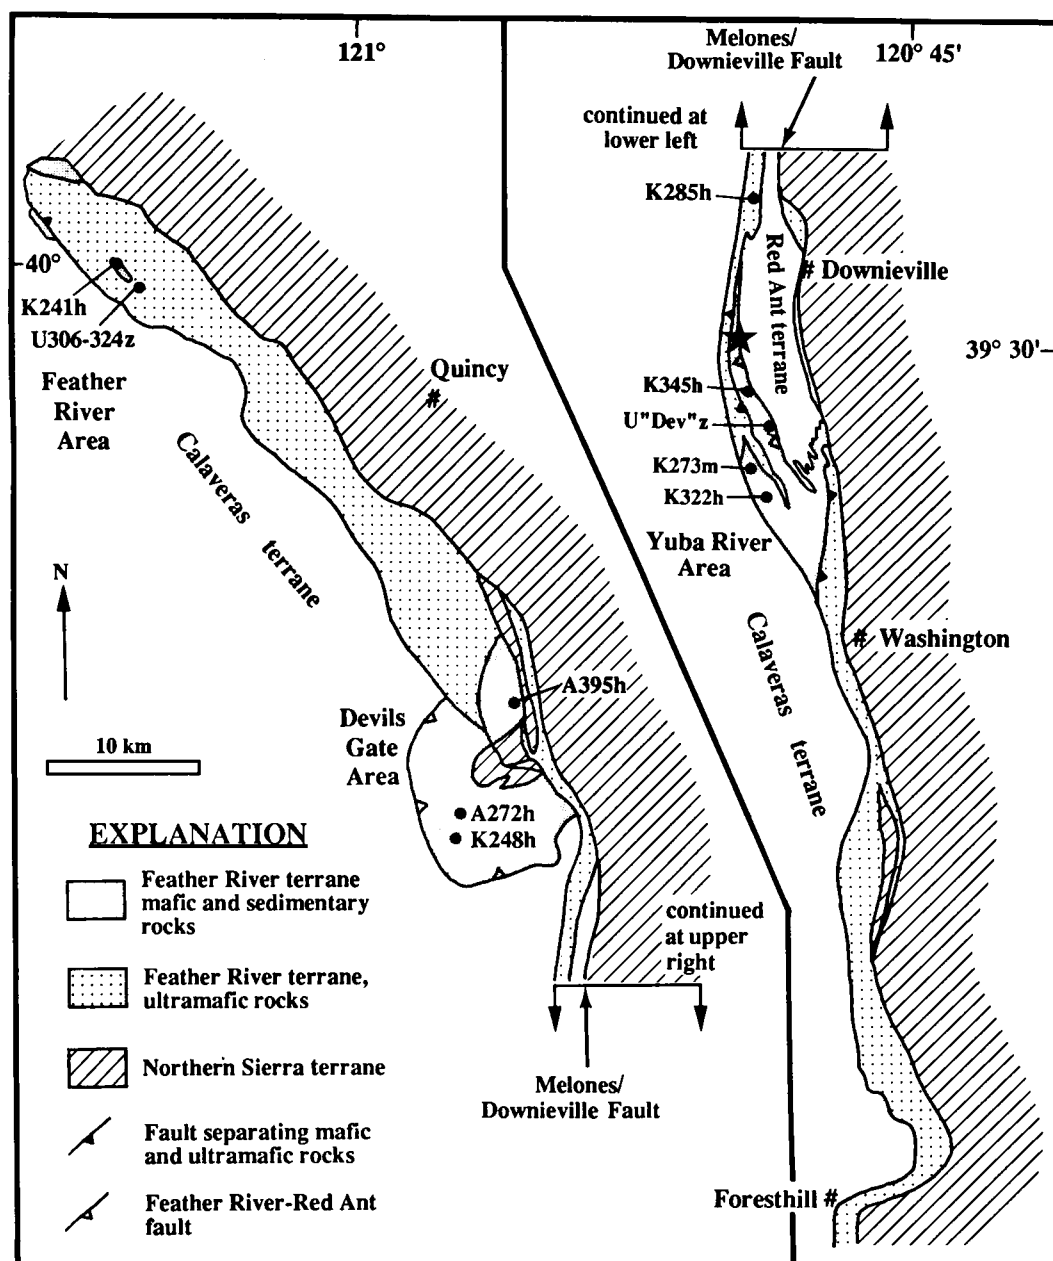 121°
Melones/
Downieville Fault
120° 45'
continued at
lower left
K285h
Red Ant terrane
# Downieville
40°
K241h
U306-324z
Feather
River
Area
Quincy
#
39° 30'
K345h
U"Dev"z
K273m
K322h
Calaveras terrane
Yuba River
Area
N
# Washington
Calaveras terrane
A395h
Devils
Gate
Area
10 km
A272h
K248h
EXPLANATION
Feather River terrane
mafic and sedimentary
rocks
continued
at upper
right
Feather River terrane,
ultramafic rocks
Northern Sierra terrane
Melones/
Downieville Fault
Fault separating mafic
and ultramafic rocks
Feather River-Red Ant
fault
Foresthill #